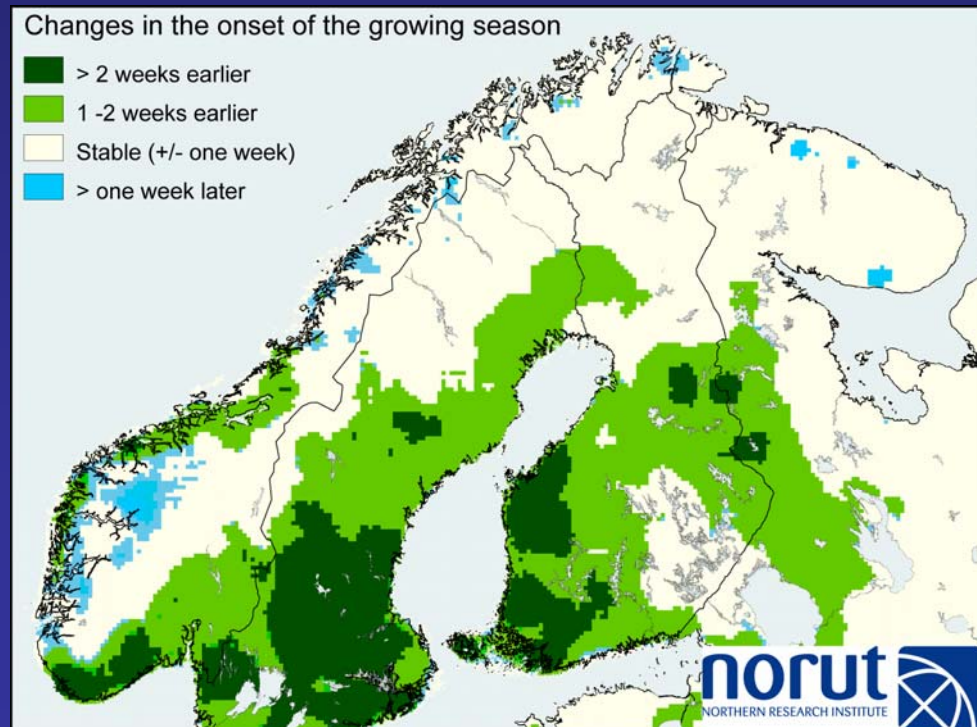 Changes in the onset of the growing season
> 2 weeks earlier
1 -2 weeks earlier
Stable (+/- one week)
> one week later
norut
NORTHERN RESEARCH INSTITUTE